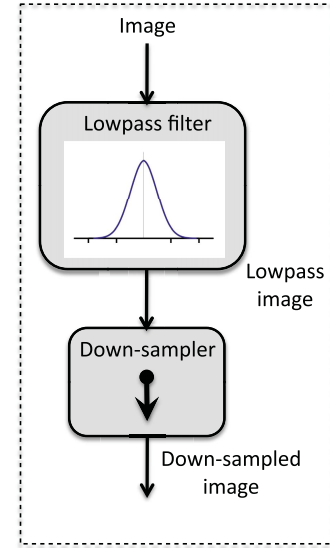 Image
Lowpass filter
Lowpass
image
Down-sampler
Down-sampled
image